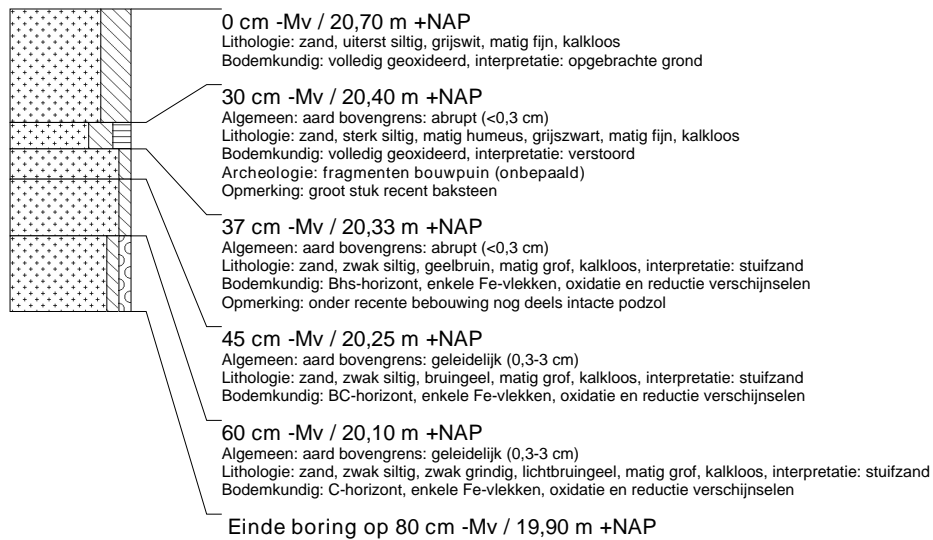 0 cm -Mv / 20,70 m +NAP
Lithologie: zand, uiterst siltig, grijswit, matig fijn, kalkloos
Bodemkundig: volledig geoxideerd, interpretatie: opgebrachte grond
30 cm -Mv / 20,40 m +NAP
Algemeen: aard bovengrens: abrupt (<0,3 cm)
Lithologie: zand, sterk siltig, matig humeus, grijszwart, matig fijn, kalkloos
Bodemkundig: volledig geoxideerd, interpretatie: verstoord
Archeologie: fragmenten bouwpuin (onbepaald)
Opmerking: groot stuk recent baksteen
37 cm -Mv / 20,33 m +NAP
Algemeen: aard bovengrens: abrupt (<0,3 cm)
Lithologie: zand, zwak siltig, geelbruin, matig grof, kalkloos, interpretatie: stuifzand
Bodemkundig: Bhs-horizont, enkele Fe-vlekken, oxidatie en reductie verschijnselen
Opmerking: onder recente bebouwing nog deels intacte podzol
45 cm -Mv / 20,25 m +NAP
Algemeen: aard bovengrens: geleidelijk (0,3-3 cm)
Lithologie: zand, zwak siltig, bruingeel, matig grof, kalkloos, interpretatie: stuifzand
Bodemkundig: BC-horizont, enkele Fe-vlekken, oxidatie en reductie verschijnselen
60 cm -Mv / 20,10 m +NAP
Algemeen: aard bovengrens: geleidelijk (0,3-3 cm)
Lithologie: zand, zwak siltig, zwak grindig, lichtbruingeel, matig grof, kalkloos, interpretatie: stuifzand
Bodemkundig: C-horizont, enkele Fe-vlekken, oxidatie en reductie verschijnselen
Einde boring op 80 cm -Mv / 19,90 m +NAP